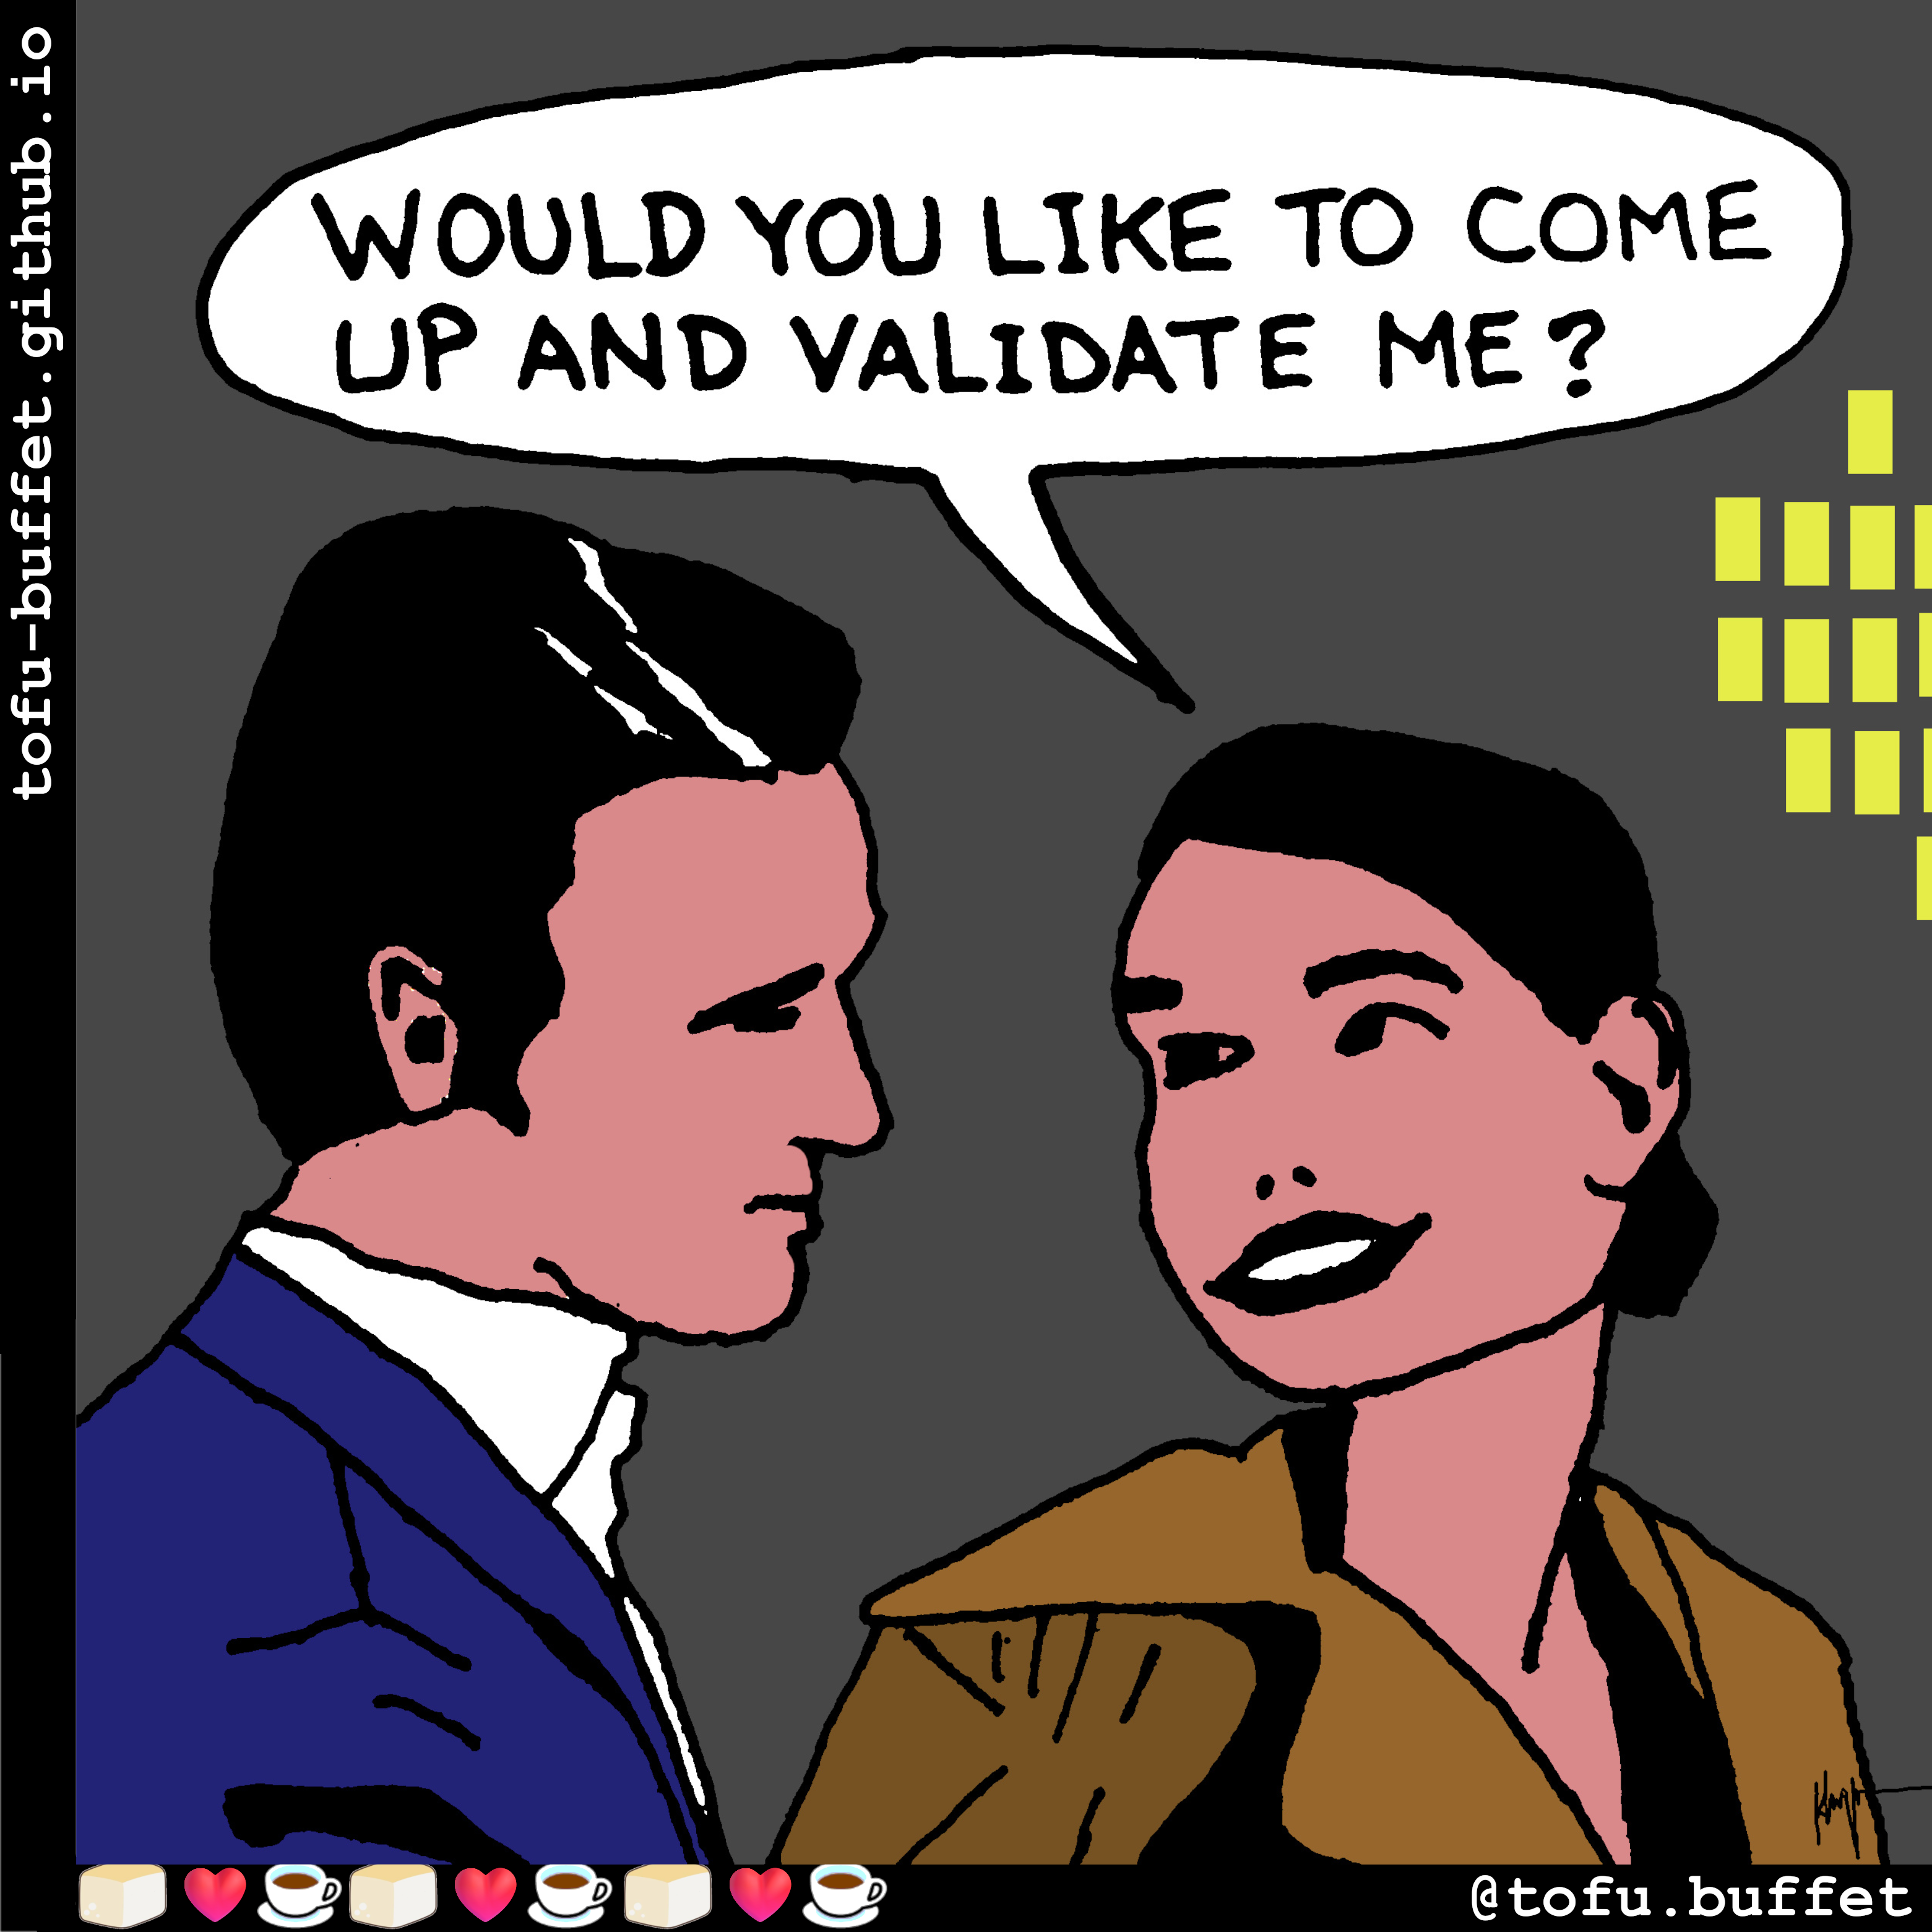 tofu-buffet.github.io
WOULD YOU LIKE TO COME
UP AND VALIDATE ME?
@tofu.buffet